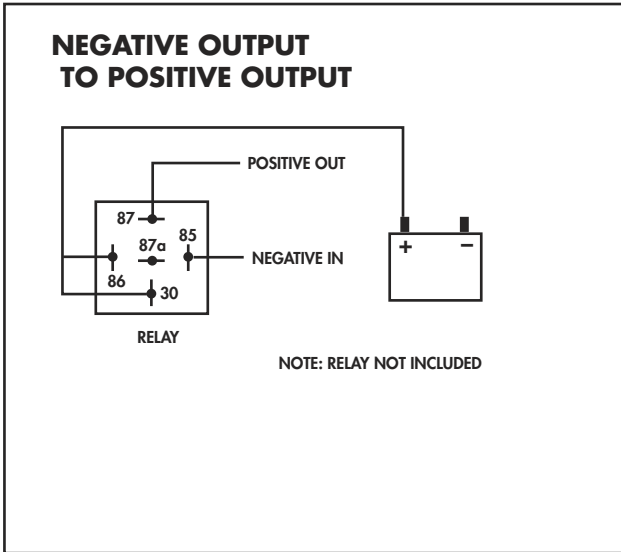 NEGATIVE OUTPUT
TO POSITIVE OUTPUT
POSITIVE OUT
87
87a
85
NEGATIVE IN
86
30
RELAY
+
–
NOTE: RELAY NOT INCLUDED